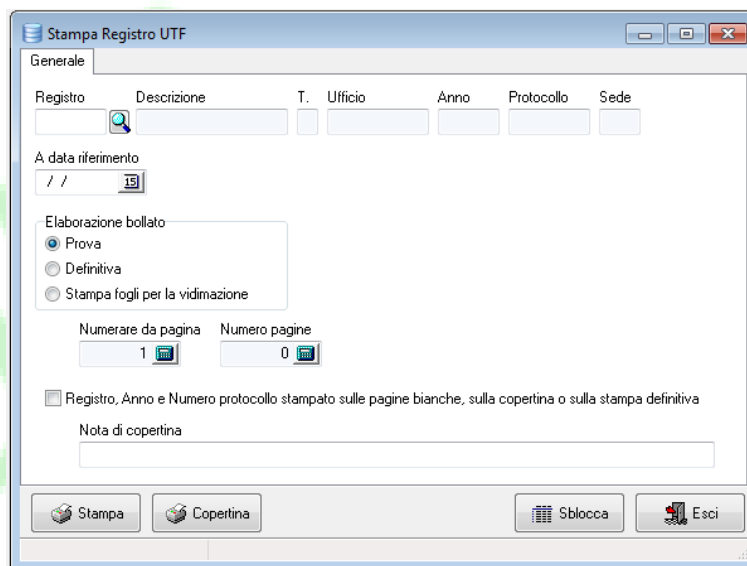 Stampa Registro UTF
Generale
Registro Descrizione T. Ufficio Anno Protocollo Sede
A data riferimento
/ / 15
Elaborazione bollato
Prova
Definitiva
Stampa fogli per la vidimazione
Numerare da pagina Numero pagine
1 0
Registro, Anno e Numero protocollo stampato sulle pagine bianche, sulla copertina o sulla stampa definitiva
Nota di copertina
Stampa Copertina Sblocca Esci